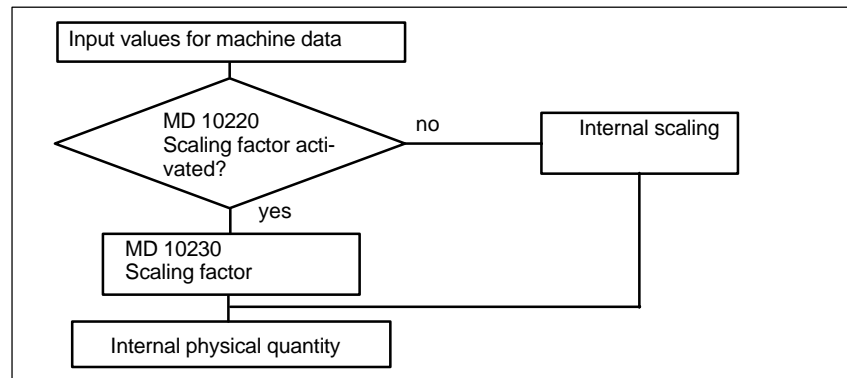 Input values for machine data
MD 10220
Scaling factor acti-
vated?
no
Internal scaling
yes
MD 10230
Scaling factor
Internal physical quantity